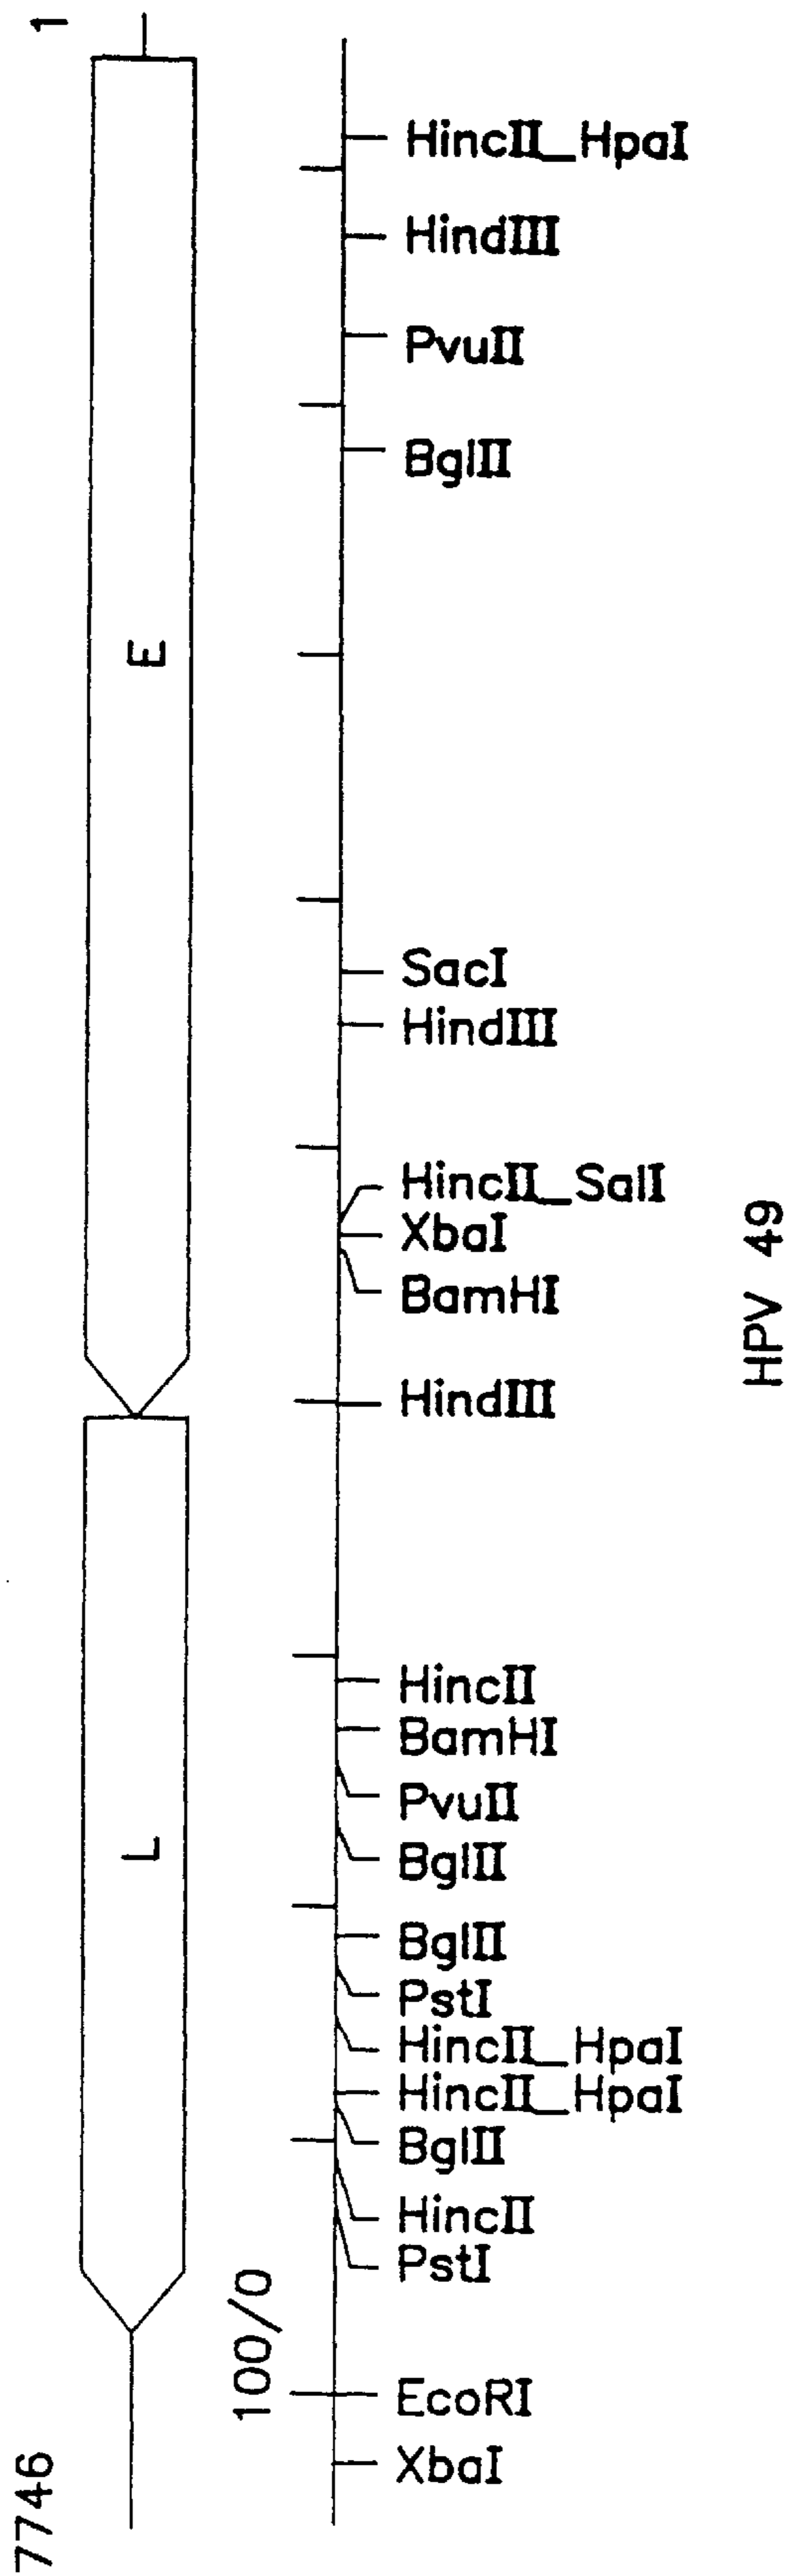 1
HincII_HpaI
HindIII
PvuII
BglII
E
SacI
HindIII
HincII_SalI
XbaI
BamHI
HindIII
HPV 49
HincII
BamHI
PvuII
L
BglII
BglII
PstI
HincII_HpaI
HincII_HpaI
BglII
HincII
PstI
100/0
EcoRI
XbaI
7746